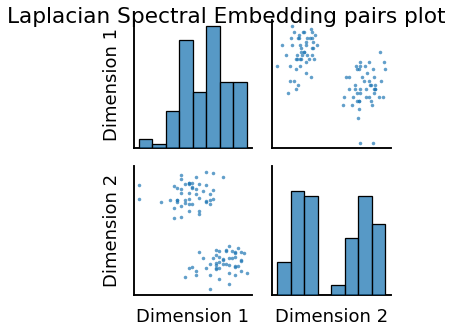 Laplacian Spectral Embedding pairs plot
Dimension 1
Dimension 2
Dimension 1
Dimension 2